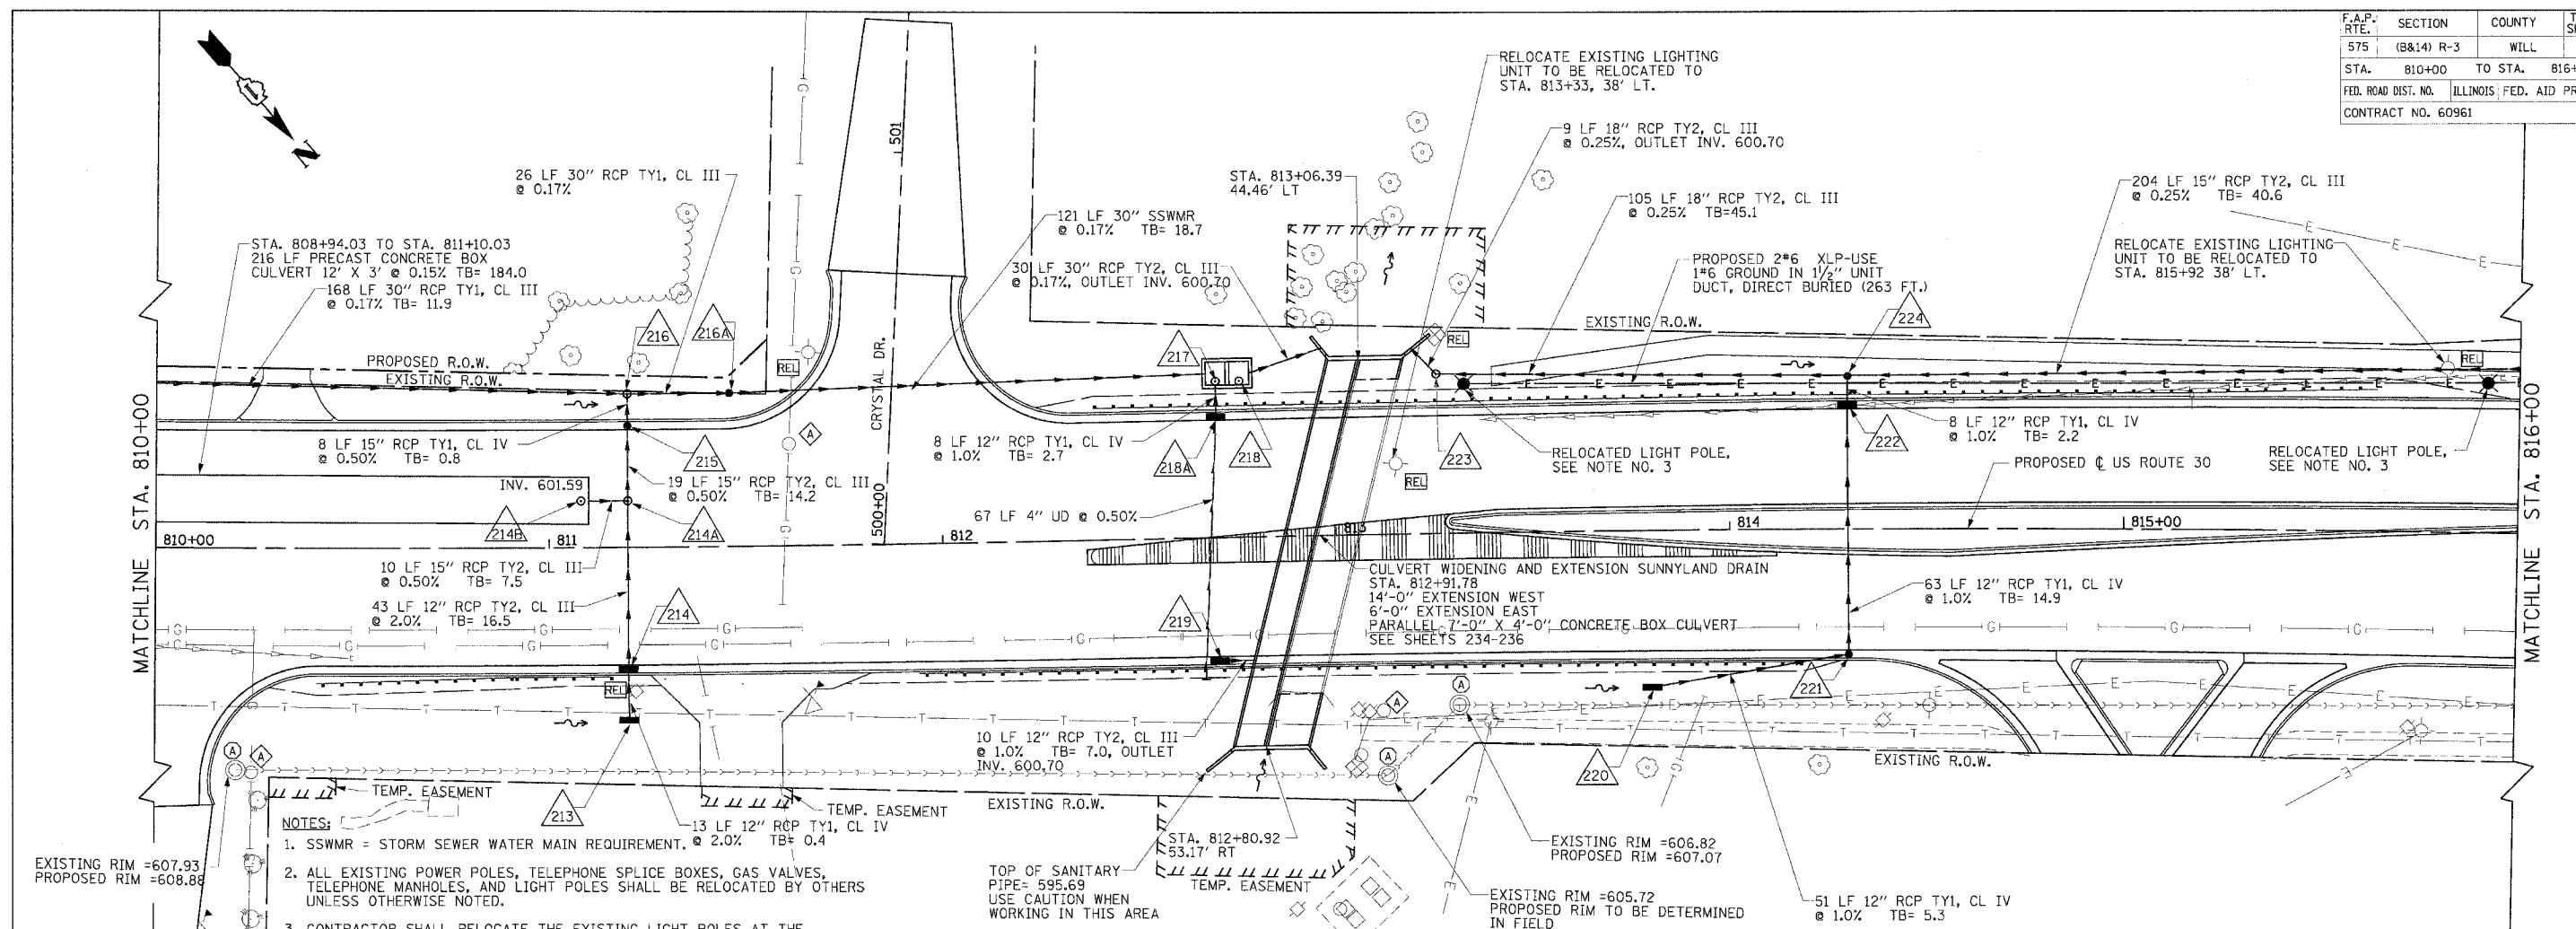 F.A.P. RTE. SECTION COUNTY
575 (B&14) R-3 WILL
STA. 810+00 TO STA. 816+
FED. ROAD DIST. NO. ILLINOIS FED. AID PR
CONTRACT NO. 60961
N
RELOCATE EXISTING LIGHTING
UNIT TO BE RELOCATED TO
STA. 813+33, 38' LT.
9 LF 18" RCP TY2, CL III
@ 0.25%, OUTLET INV. 600.70
501
26 LF 30" RCP TY1, CL III
@ 0.17%
STA. 813+06.39
44.46' LT
105 LF 18" RCP TY2, CL III
@ 0.25% TB=45.1
204 LF 15" RCP TY2, CL III
@ 0.25% TB= 40.6
121 LF 30" SSWMR
@ 0.17% TB= 18.7
STA. 808+94.03 TO STA. 811+10.03
216 LF PRECAST CONCRETE BOX
CULVERT 12' X 3' @ 0.15% TB= 184.0
168 LF 30" RCP TY1, CL III
@ 0.17% TB= 11.9
30 LF 30" RCP TY2, CL III
@ 0.17%, OUTLET INV. 600.70
PROPOSED 2#6 XLP-USE
1#6 GROUND IN 1 1/2" UNIT
DUCT, DIRECT BURIED (263 FT.)
RELOCATE EXISTING LIGHTING
UNIT TO BE RELOCATED TO
STA. 815+92 38' LT.
216
216A
217
224
REL
REL
REL
EXISTING R.O.W.
PROPOSED R.O.W.
EXISTING R.O.W.
CRYSTAL DR.
500+00
MATCHLINE STA. 810+00
MATCHLINE STA. 816+00
8 LF 15" RCP TY1, CL IV
@ 0.50% TB= 0.8
215
A
8 LF 12" RCP TY1, CL IV
@ 1.0% TB= 2.7
218A
218
223
RELOCATED LIGHT POLE,
SEE NOTE NO. 3
222
8 LF 12" RCP TY1, CL IV
@ 1.0% TB= 2.2
RELOCATED LIGHT POLE,
SEE NOTE NO. 3
PROPOSED ℄ US ROUTE 30
REL
INV. 601.59
19 LF 15" RCP TY2, CL III
@ 0.50% TB= 14.2
214B
214A
67 LF 4" UD @ 0.50%
810+00
811
812
813
814
815+00
10 LF 15" RCP TY2, CL III
@ 0.50% TB= 7.5
43 LF 12" RCP TY2, CL III
@ 2.0% TB= 16.5
214
219
CULVERT WIDENING AND EXTENSION SUNNYLAND DRAIN
STA. 812+91.78
14'-0" EXTENSION WEST
6'-0" EXTENSION EAST
PARALLEL 7'-0" X 4'-0" CONCRETE BOX CULVERT
SEE SHEETS 234-236
63 LF 12" RCP TY1, CL IV
@ 1.0% TB= 14.9
REL
221
A
A
10 LF 12" RCP TY2, CL III
@ 1.0% TB= 7.0, OUTLET
INV. 600.70
A
A
A
220
EXISTING R.O.W.
TEMP. EASEMENT
213
TEMP. EASEMENT
EXISTING R.O.W.
13 LF 12" RCP TY1, CL IV
@ 2.0% TB= 0.4
STA. 812+80.92
53.17' RT
TEMP. EASEMENT
EXISTING RIM =606.82
PROPOSED RIM =607.07
EXISTING RIM =607.93
PROPOSED RIM =608.88
NOTES:
1. SSWMR = STORM SEWER WATER MAIN REQUIREMENT.
2. ALL EXISTING POWER POLES, TELEPHONE SPLICE BOXES, GAS VALVES,
TELEPHONE MANHOLES, AND LIGHT POLES SHALL BE RELOCATED BY OTHERS
UNLESS OTHERWISE NOTED.
3. CONTRACTOR SHALL RELOCATE THE EXISTING LIGHT POLES AT THE
TOP OF SANITARY
PIPE= 595.69
USE CAUTION WHEN
WORKING IN THIS AREA
EXISTING RIM =605.72
PROPOSED RIM TO BE DETERMINED
IN FIELD
51 LF 12" RCP TY1, CL IV
@ 1.0% TB= 5.3